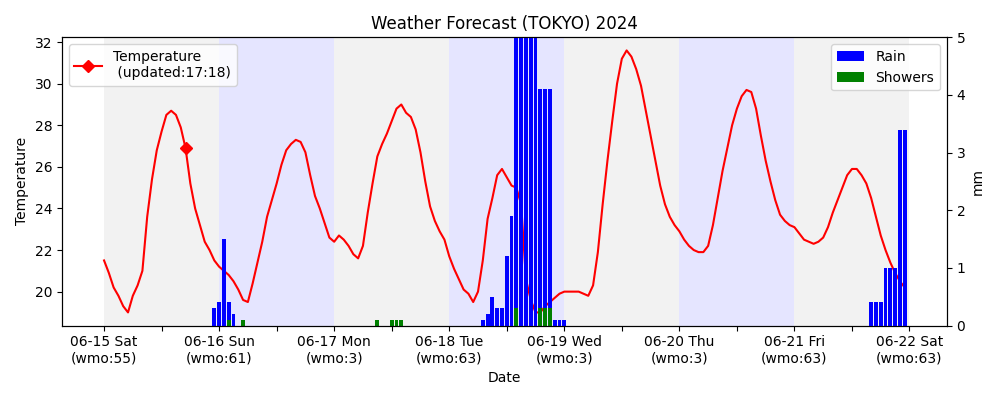 Weather Forecast (TOKYO) 2024
Temperature
(updated:17:18)
Rain
Showers
32
30
28
26
24
22
20
Temperature
5
4
3
2
1
0
mm
06-15 Sat
(wmo:55)
06-16 Sun
(wmo:61)
06-17 Mon
(wmo:3)
06-18 Tue
(wmo:63)
06-19 Wed
(wmo:3)
06-20 Thu
(wmo:3)
06-21 Fri
(wmo:63)
06-22 Sat
(wmo:63)
Date